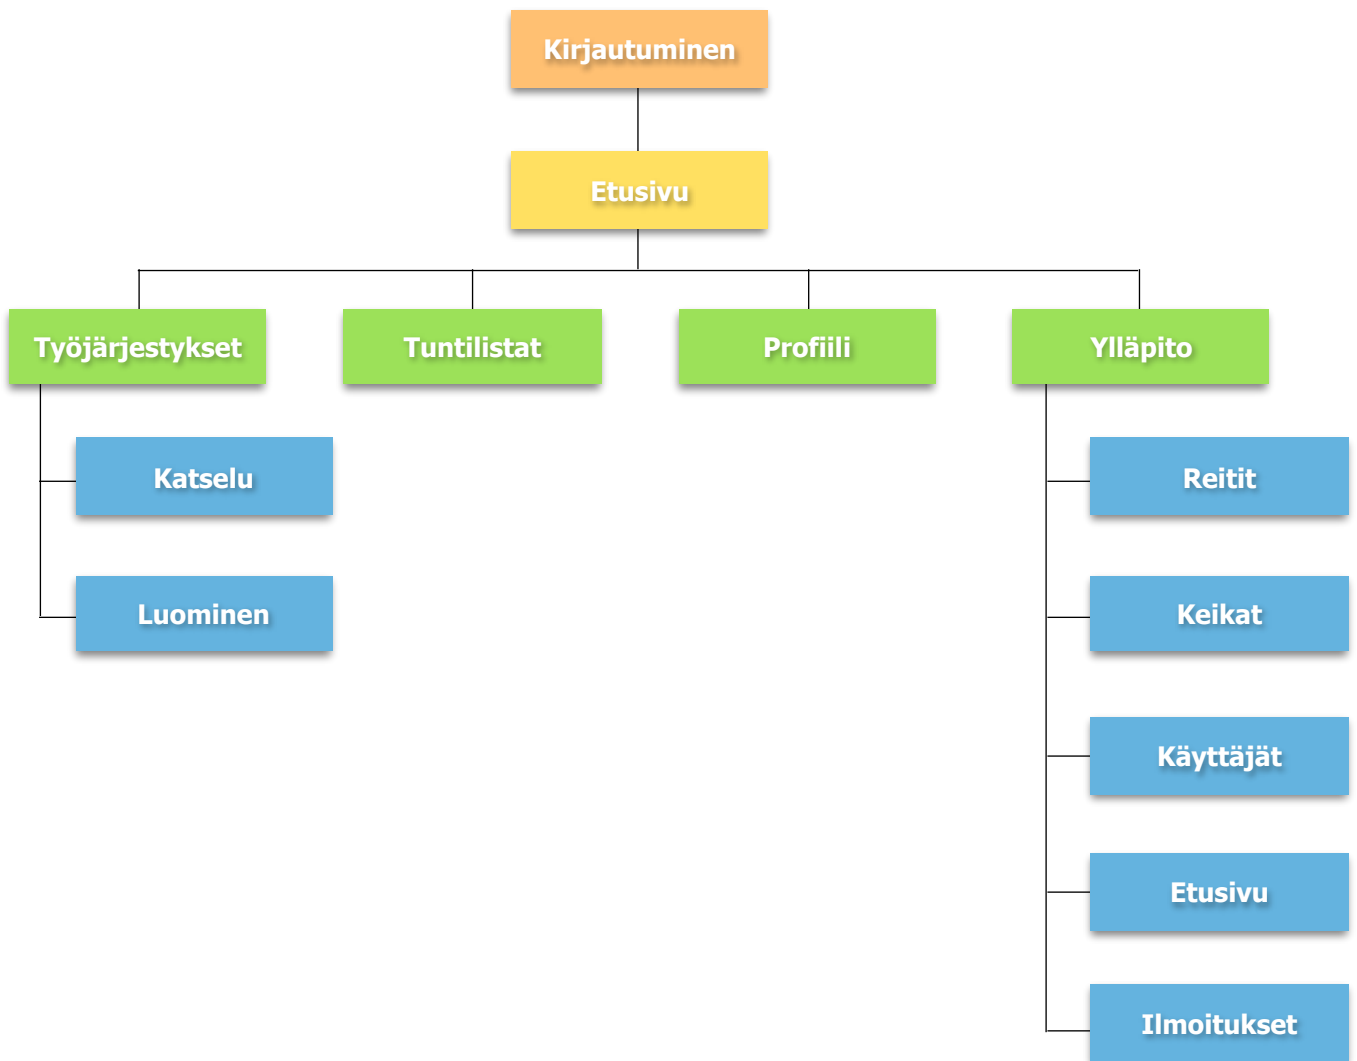 Kirjautuminen
Etusivu
Työjärjestykset
Tuntilistat
Profiili
Ylläpito
Katselu
Luominen
Reitit
Keikat
Käyttäjät
Etusivu
Ilmoitukset